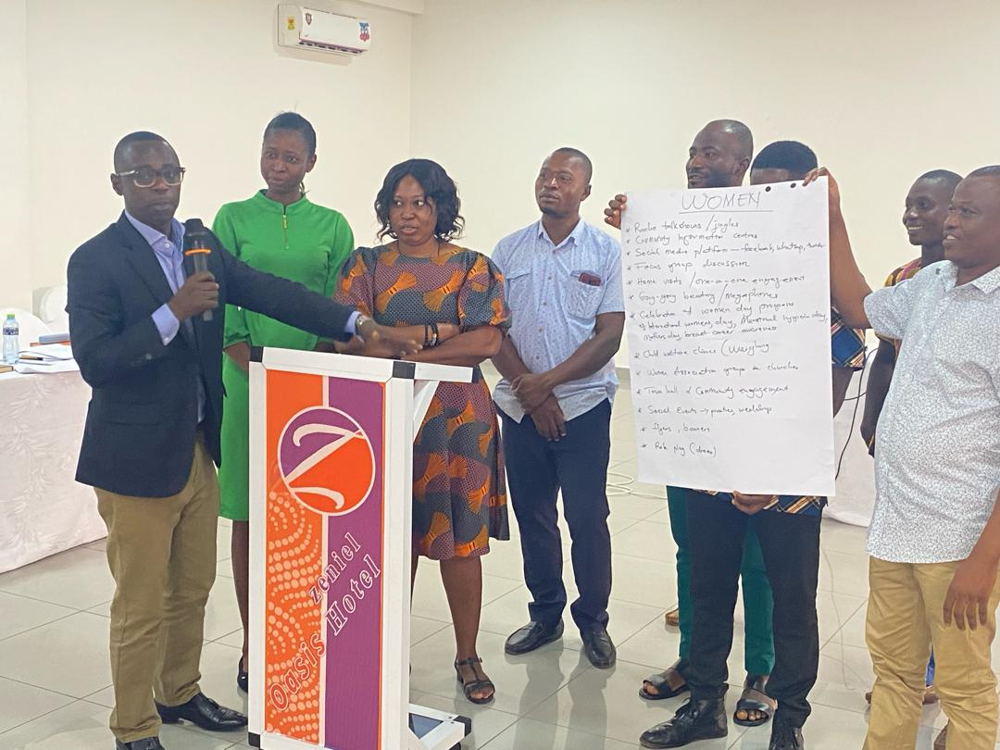 WOMEN
* Radio talkshows / jingles
* Community Information centres
* Social media platform — facebook, whatsap,
* Focus group discussion
* Home visits / one-on-one engagement
* Gong-gong beating / megaphones
* Celebration of women day programs
women's day, Menstrual hygiene day,
Mothers day, breast cancer awareness
* Child welfare clinics (Weighing
* Women Association groups in churches
* Town hall & Community engagement
* Social Events → parties, weddings
* flyers, banners
* Role play (drama)
Oasis Zeniel
Hotel